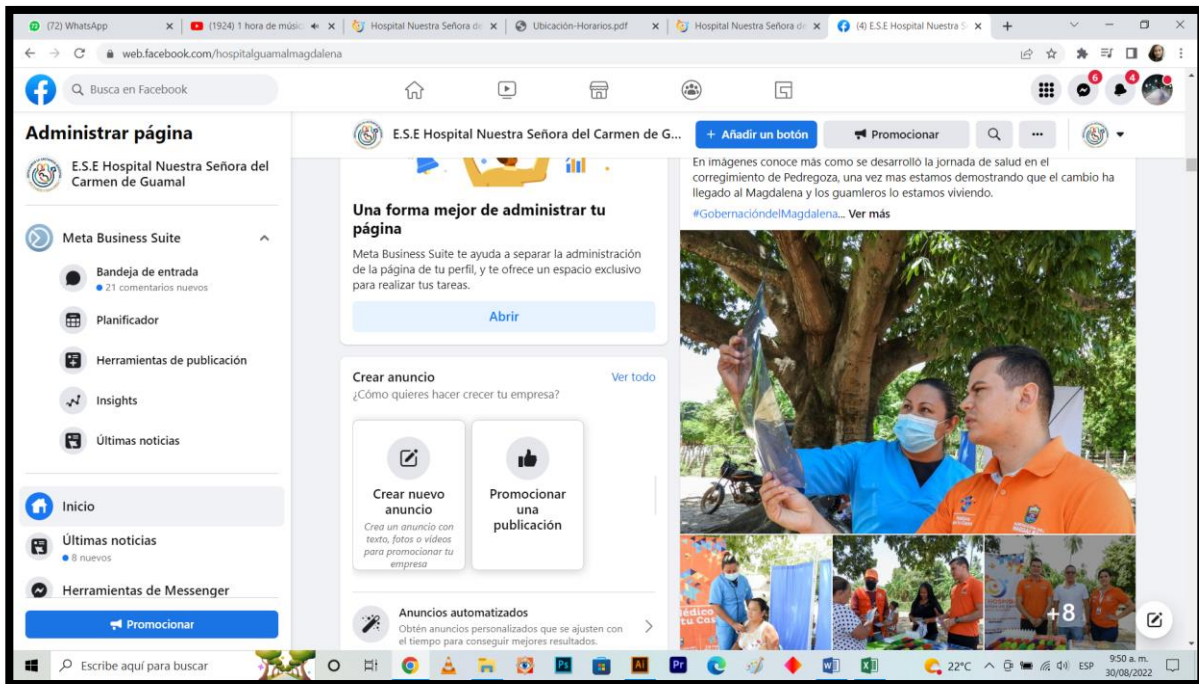 (72) WhatsApp
(1924) 1 hora de músic
Hospital Nuestra Señora de
Ubicación-Horarios.pdf
Hospital Nuestra Señora de
(4) E.S.E Hospital Nuestra S
web.facebook.com/hospitalguamalmagdalena
Busca en Facebook
6
4
Administrar página
E.S.E Hospital Nuestra Señora del
Carmen de Guamal
Meta Business Suite
Bandeja de entrada
21 comentarios nuevos
Planificador
Herramientas de publicación
Insights
Últimas noticias
Inicio
Últimas noticias
8 nuevos
Herramientas de Messenger
Promocionar
E.S.E Hospital Nuestra Señora del Carmen de G...
+ Añadir un botón
Promocionar
Una forma mejor de administrar tu
página
Meta Business Suite te ayuda a separar la administración
de la página de tu perfil, y te ofrece un espacio exclusivo
para realizar tus tareas.
Abrir
Crear anuncio
Ver todo
¿Cómo quieres hacer crecer tu empresa?
Crear nuevo
anuncio
Crea un anuncio con
texto, fotos o vídeos
para promocionar tu
empresa
Promocionar
una
publicación
Anuncios automatizados
Obtén anuncios personalizados que se ajusten con
el tiempo para conseguir mejores resultados.
En imágenes conoce más como se desarrolló la jornada de salud en el
corregimiento de Pedregoza, una vez mas estamos demostrando que el cambio ha
llegado al Magdalena y los guamleros lo estamos viviendo.
#GobernacióndelMagdalena... Ver más
+8
Escribe aquí para buscar
Ps
Ai
Pr
22°C
ESP
9:50 a. m.
30/08/2022